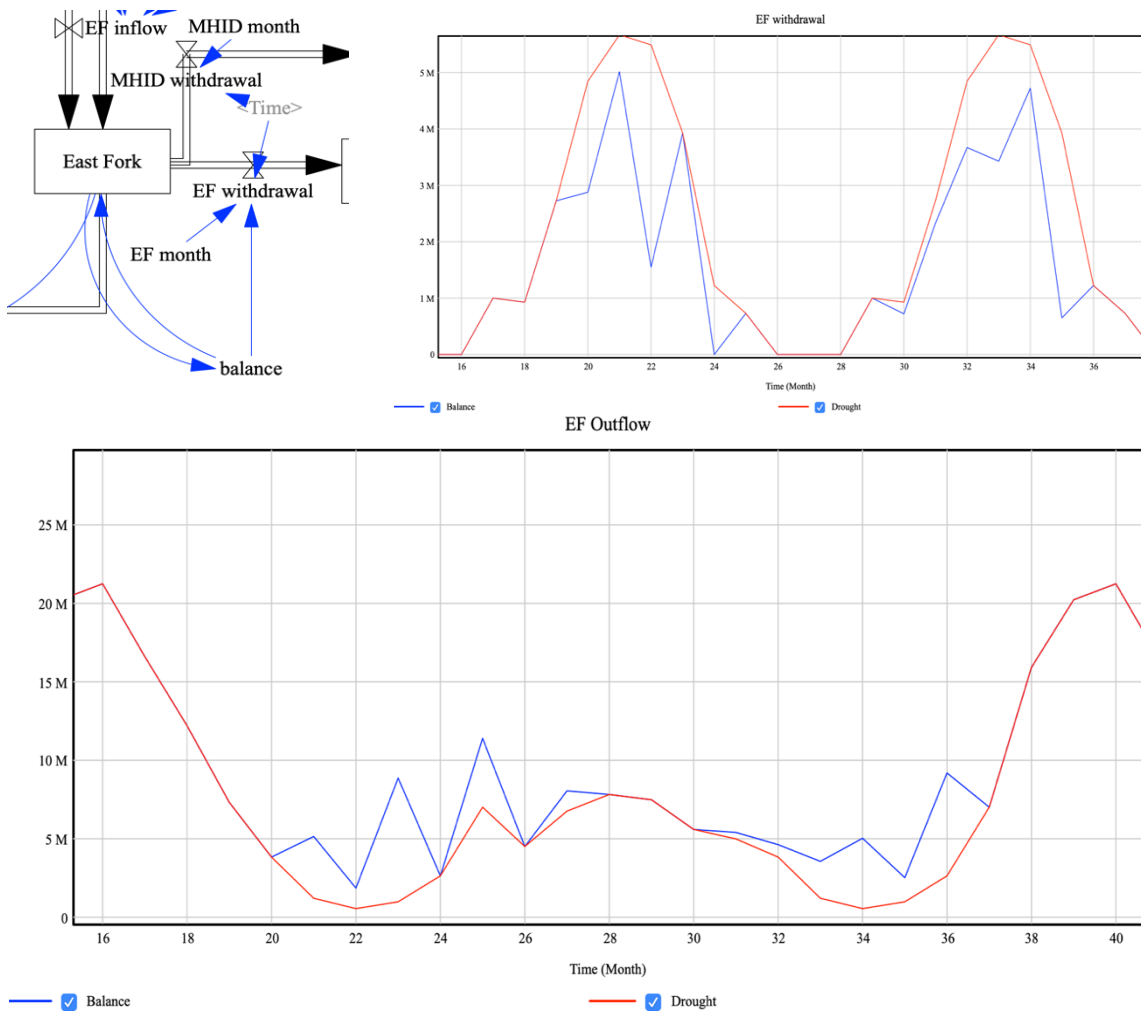 EF inflow
MHID month
MHID withdrawal
<Time>
East Fork
EF withdrawal
EF month
balance
EF withdrawal
5 M
4 M
3 M
2 M
1 M
0
16 18 20 22 24 26 28 30 32 34 36
Time (Month)
Balance Drought
EF Outflow
25 M
20 M
15 M
10 M
5 M
0
16 18 20 22 24 26 28 30 32 34 36 38 40
Time (Month)
Balance Drought